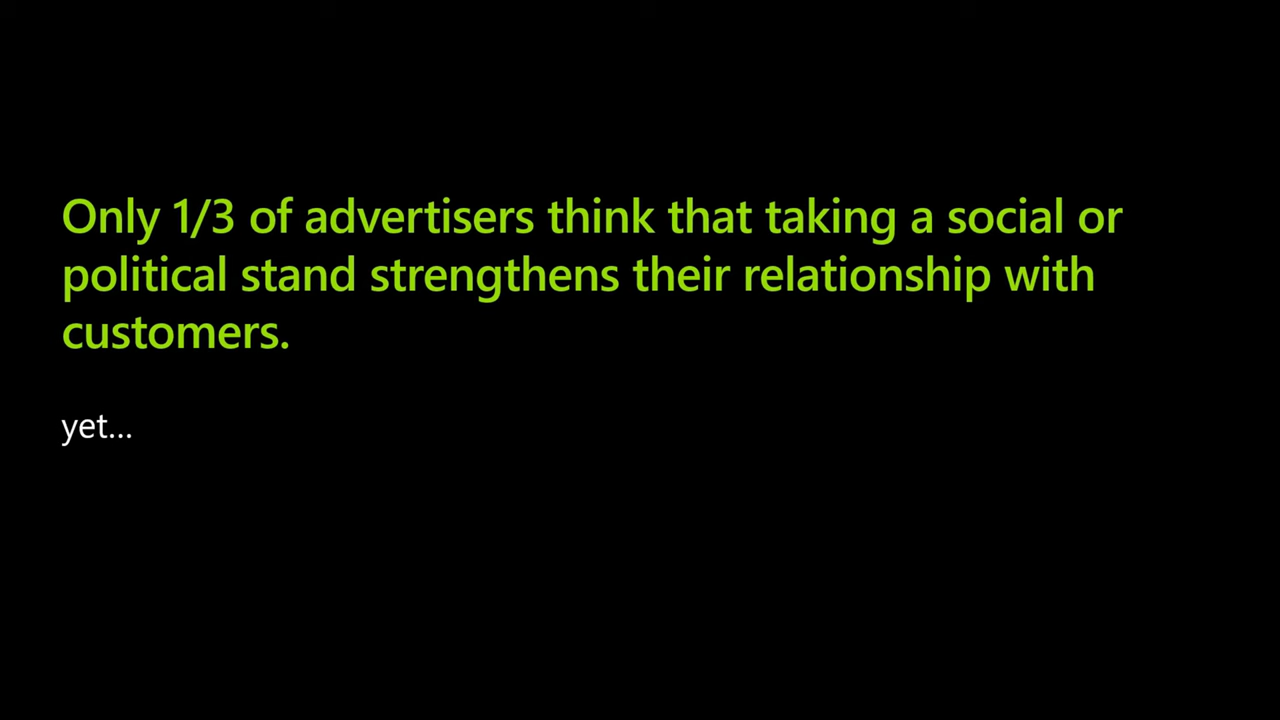 Only 1/3 of advertisers think that taking a social or
political stand strengthens their relationship with
customers.
yet...